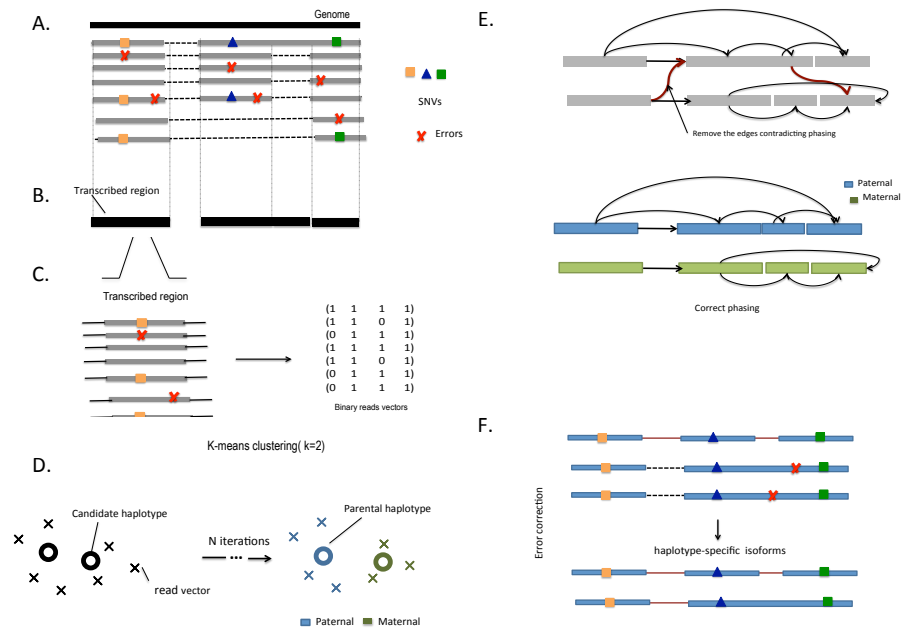 A.
Genome
SNVs
Errors
B.
Transcribed region
C.
Transcribed region
(1 1 1 1)
(1 1 0 1)
(0 1 1 1)
(1 1 1 1)
(1 1 0 1)
(0 1 1 1)
(0 1 1 1)
Binary reads vectors
K-means clustering( k=2)
D.
Candidate haplotype
read vector
N iterations
...
Parental haplotype
Paternal
Maternal
E.
Remove the edges contradicting phasing
Paternal
Maternal
Correct phasing
F.
Error correction
haplotype-specific isoforms